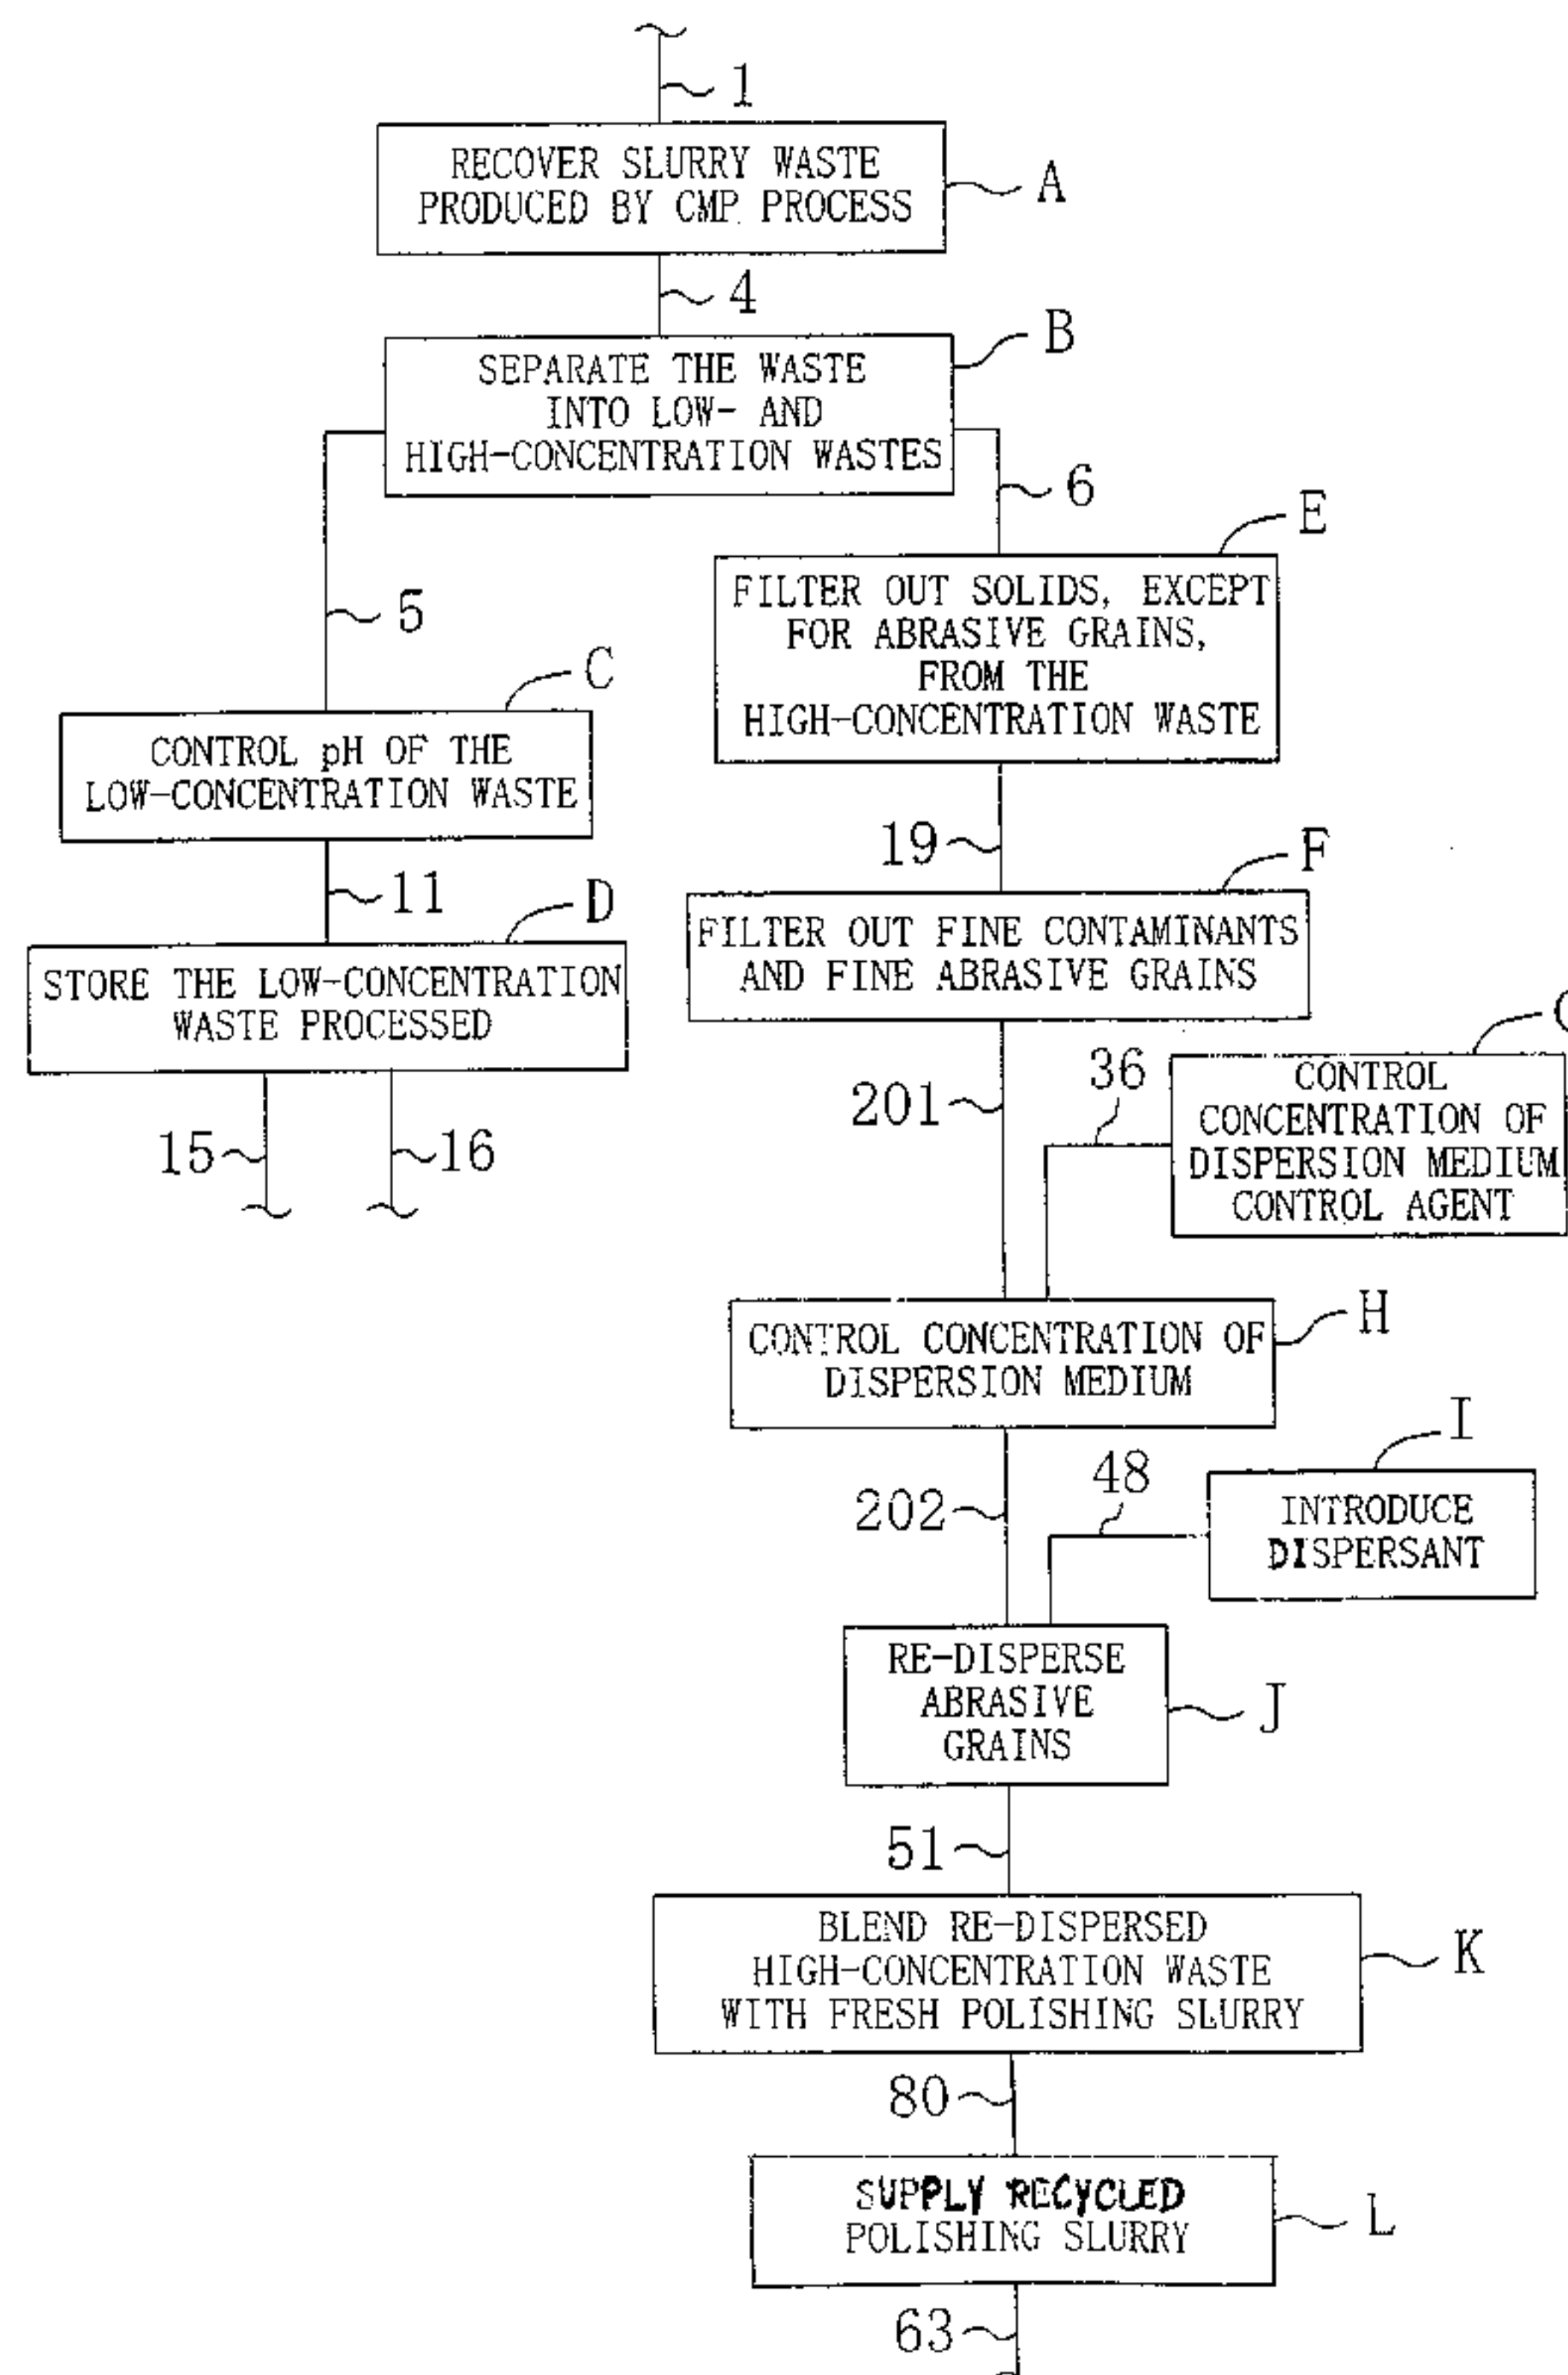 1
RECOVER SLURRY WASTE
PRODUCED BY CMP PROCESS
A
4
B
SEPARATE THE WASTE
INTO LOW- AND
HIGH-CONCENTRATION WASTES
6
E
5
FILTER OUT SOLIDS, EXCEPT
FOR ABRASIVE GRAINS,
FROM THE
HIGH-CONCENTRATION WASTE
C
CONTROL pH OF THE
LOW-CONCENTRATION WASTE
19
F
11
D
FILTER OUT FINE CONTAMINANTS
AND FINE ABRASIVE GRAINS
STORE THE LOW-CONCENTRATION
WASTE PROCESSED
15
16
201
36
CONTROL
CONCENTRATION OF
DISPERSION MEDIUM
CONTROL AGENT
H
CONTROL CONCENTRATION OF
DISPERSION MEDIUM
I
202
48
INTRODUCE
DISPERSANT
RE-DISPERSE
ABRASIVE
GRAINS
J
51
BLEND RE-DISPERSED
HIGH-CONCENTRATION WASTE
WITH FRESH POLISHING SLURRY
K
80
SUPPLY RECYCLED
POLISHING SLURRY
L
63